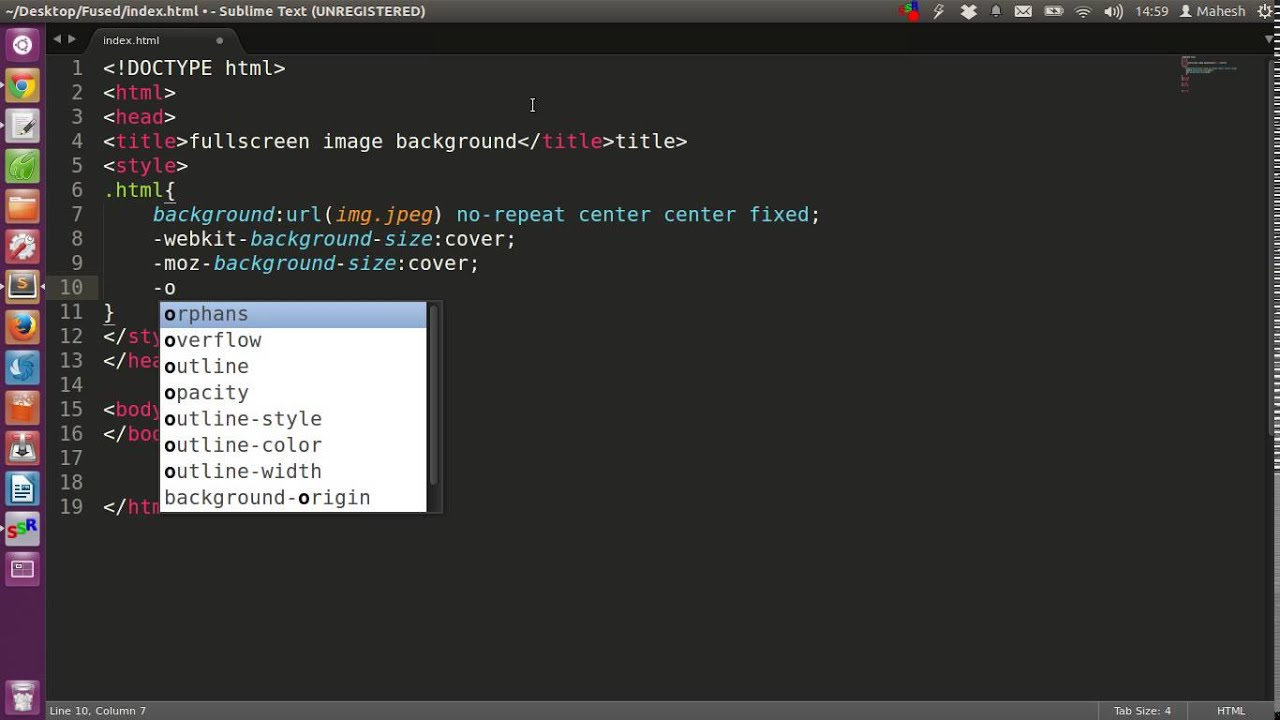 ~/Desktop/Fused/index.html • - Sublime Text (UNREGISTERED)
14:59 Mahesh
index.html
1 <!DOCTYPE html>
2 <html>
3 <head>
4 <title>fullscreen image background</title>title>
5 <style>
6 .html{
7 background:url(img.jpeg) no-repeat center center fixed;
8 -webkit-background-size:cover;
9 -moz-background-size:cover;
10 -o
11 }
orphans
12 </sty
overflow
13 </hea
outline
14
opacity
15 <body
outline-style
16 </bod
outline-color
17
outline-width
18
background-origin
19 </htm
Line 10, Column 7
Tab Size: 4
HTML